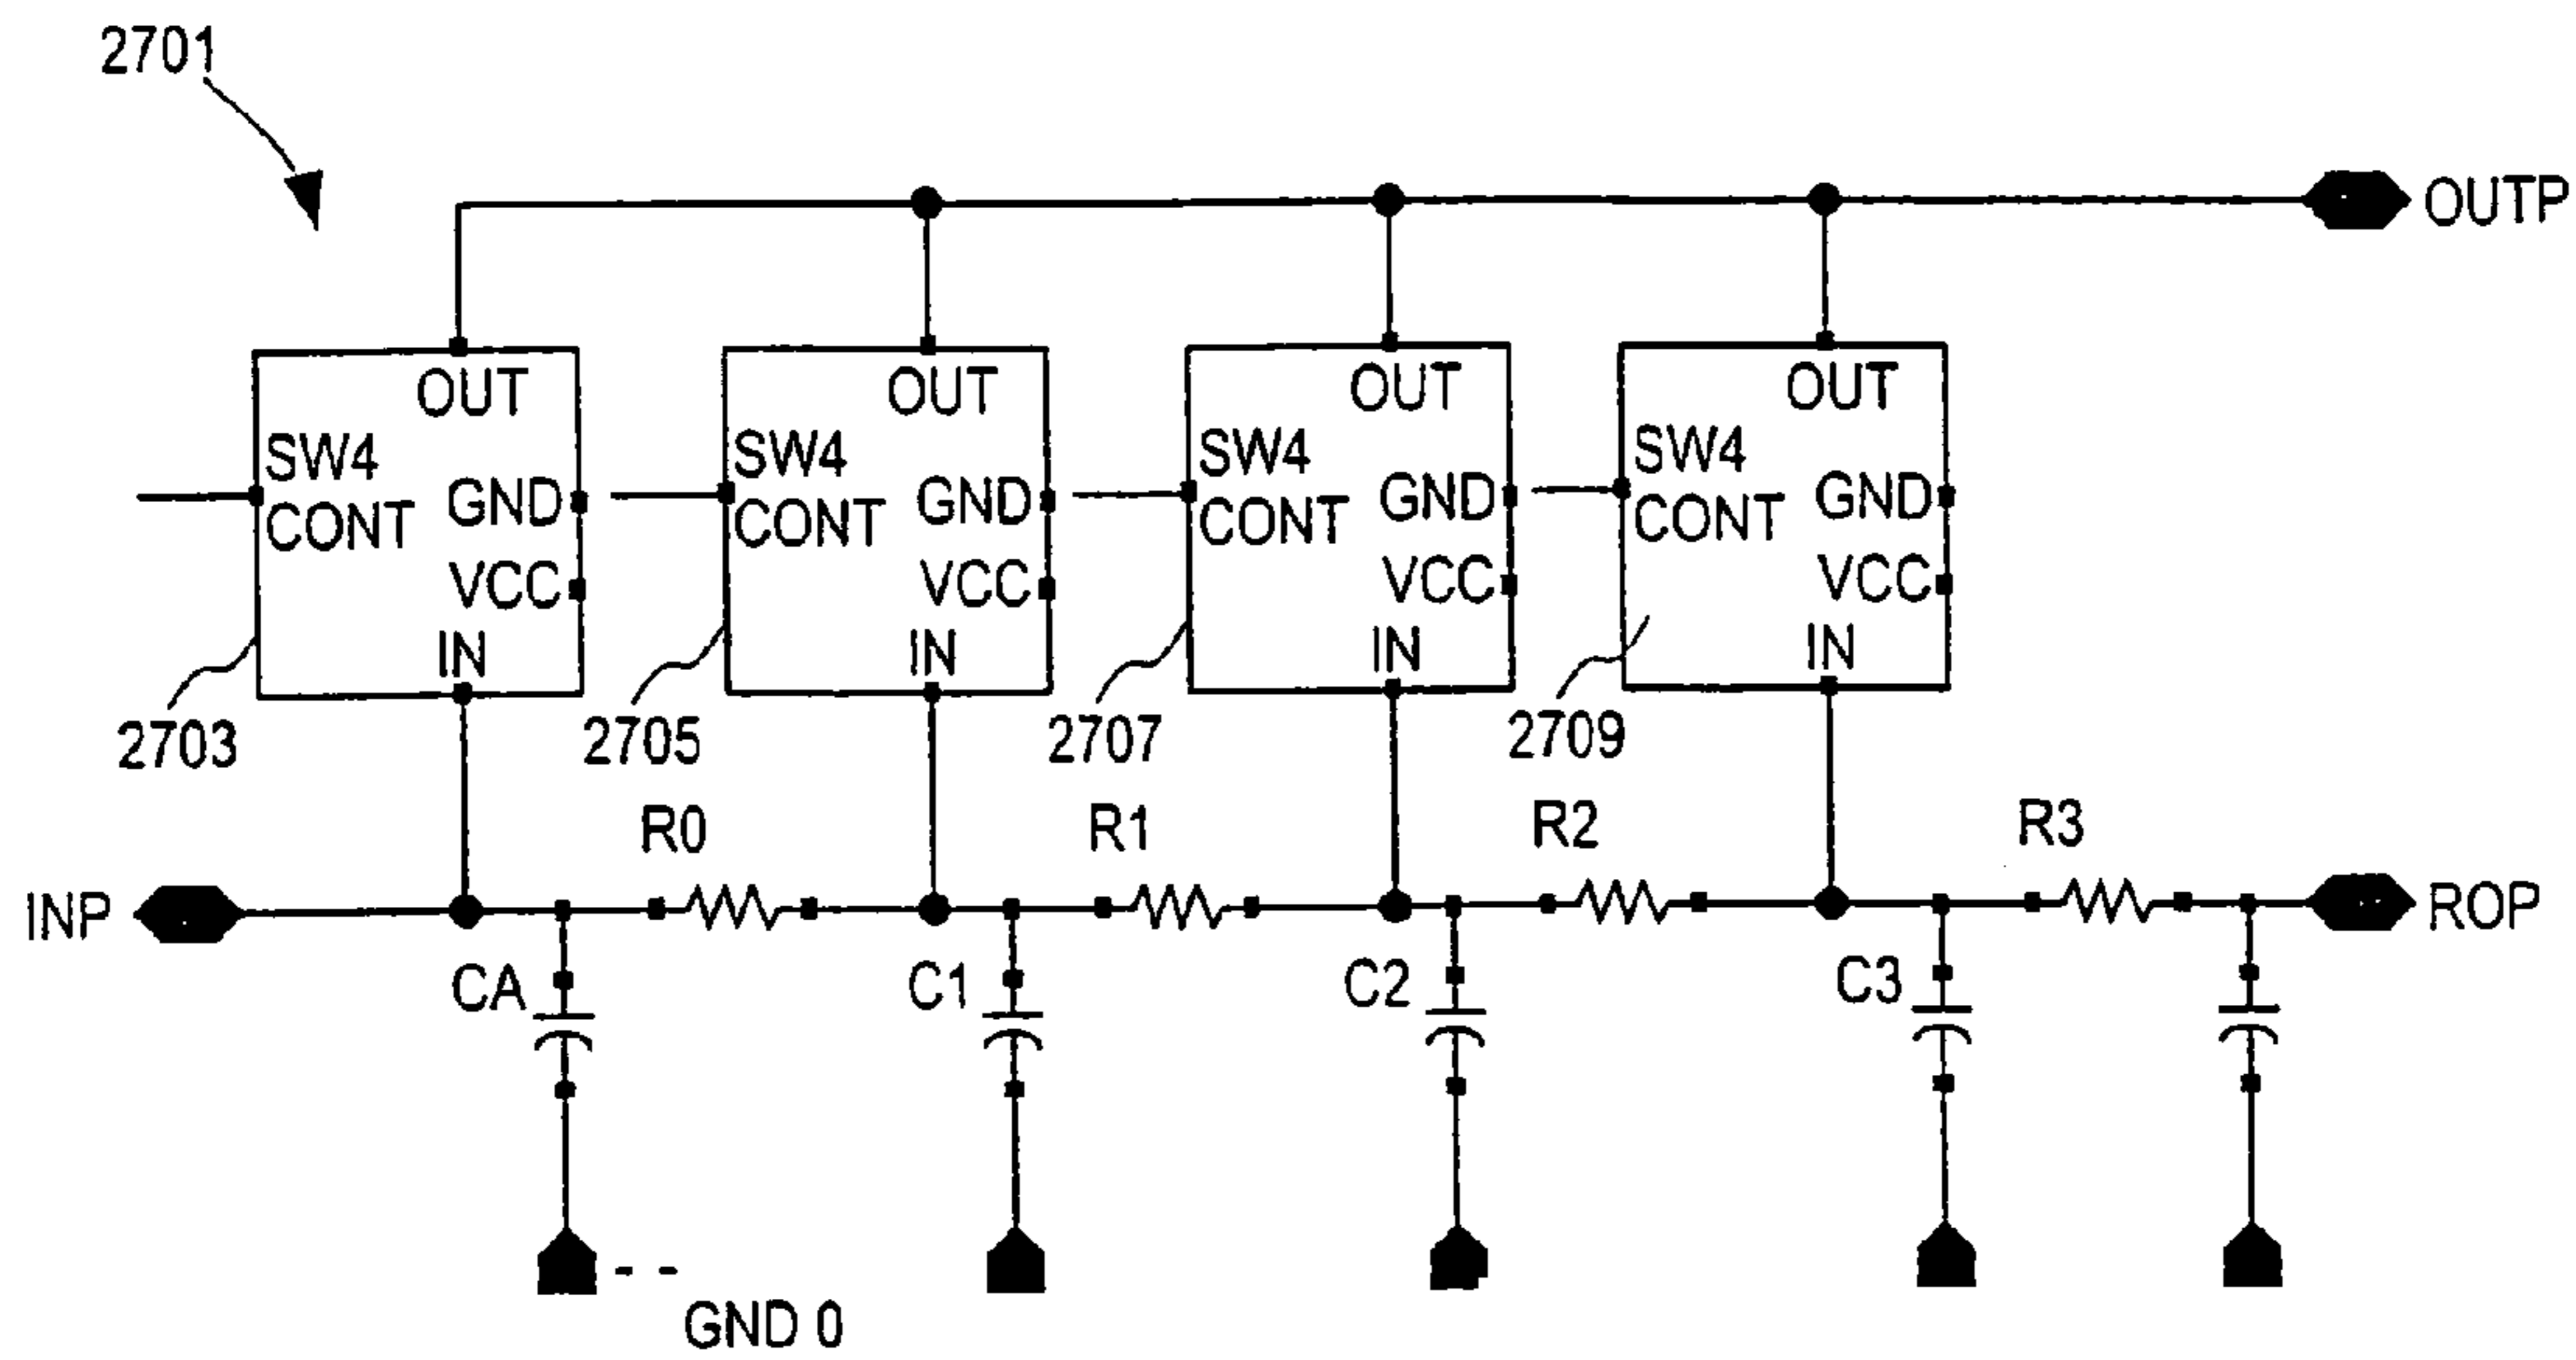 2701
OUTP
OUT
SW4
CONT
GND
VCC
IN
2703
OUT
SW4
CONT
GND
VCC
IN
2705
OUT
SW4
CONT
GND
VCC
IN
2707
OUT
SW4
CONT
GND
VCC
IN
2709
R0
R1
R2
R3
INP
ROP
CA
C1
C2
C3
GND 0